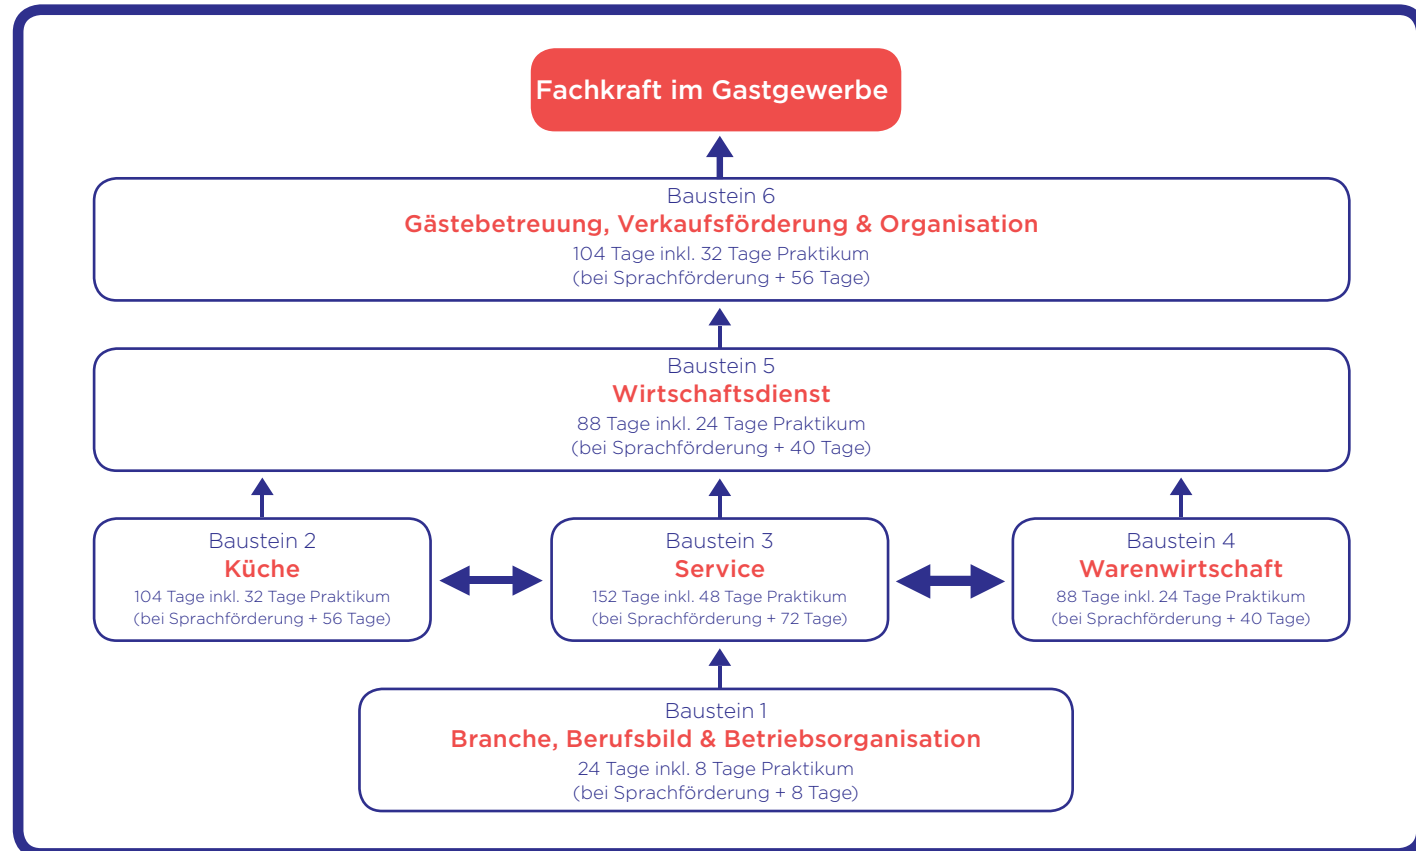 Fachkraft im Gastgewerbe
Baustein 6
Gästebetreuung, Verkaufsförderung & Organisation
104 Tage inkl. 32 Tage Praktikum
(bei Sprachförderung + 56 Tage)
Baustein 5
Wirtschaftsdienst
88 Tage inkl. 24 Tage Praktikum
(bei Sprachförderung + 40 Tage)
Baustein 2
Küche
104 Tage inkl. 32 Tage Praktikum
(bei Sprachförderung + 56 Tage)
Baustein 3
Service
152 Tage inkl. 48 Tage Praktikum
(bei Sprachförderung + 72 Tage)
Baustein 4
Warenwirtschaft
88 Tage inkl. 24 Tage Praktikum
(bei Sprachförderung + 40 Tage)
Baustein 1
Branche, Berufsbild & Betriebsorganisation
24 Tage inkl. 8 Tage Praktikum
(bei Sprachförderung + 8 Tage)